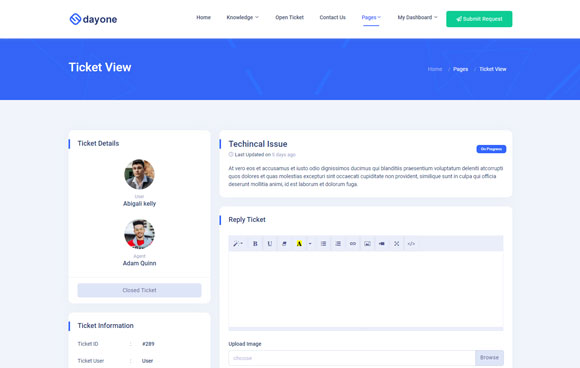 dayone
Home Knowledge Open Ticket Contact Us Pages My Dashboard Submit Request
Ticket View
Home / Pages / Ticket View
Ticket Details
User
Abigali kelly
Agent
Adam Quinn
Closed Ticket
Ticket Information
Ticket ID : #289
Ticket User : User
Techincal Issue
Last Updated on 5 days ago
On Progress
At vero eos et accusamus et iusto odio dignissimos ducimus qui blanditiis praesentium voluptatum deleniti atcorrupti
quos dolores et quas molestias excepturi sint occaecati cupiditate non provident, similique sunt in culpa qui officia
deserunt mollitia animi, id est laborum et dolorum fuga.
Reply Ticket
B U A </>
Upload Image
choose Browse